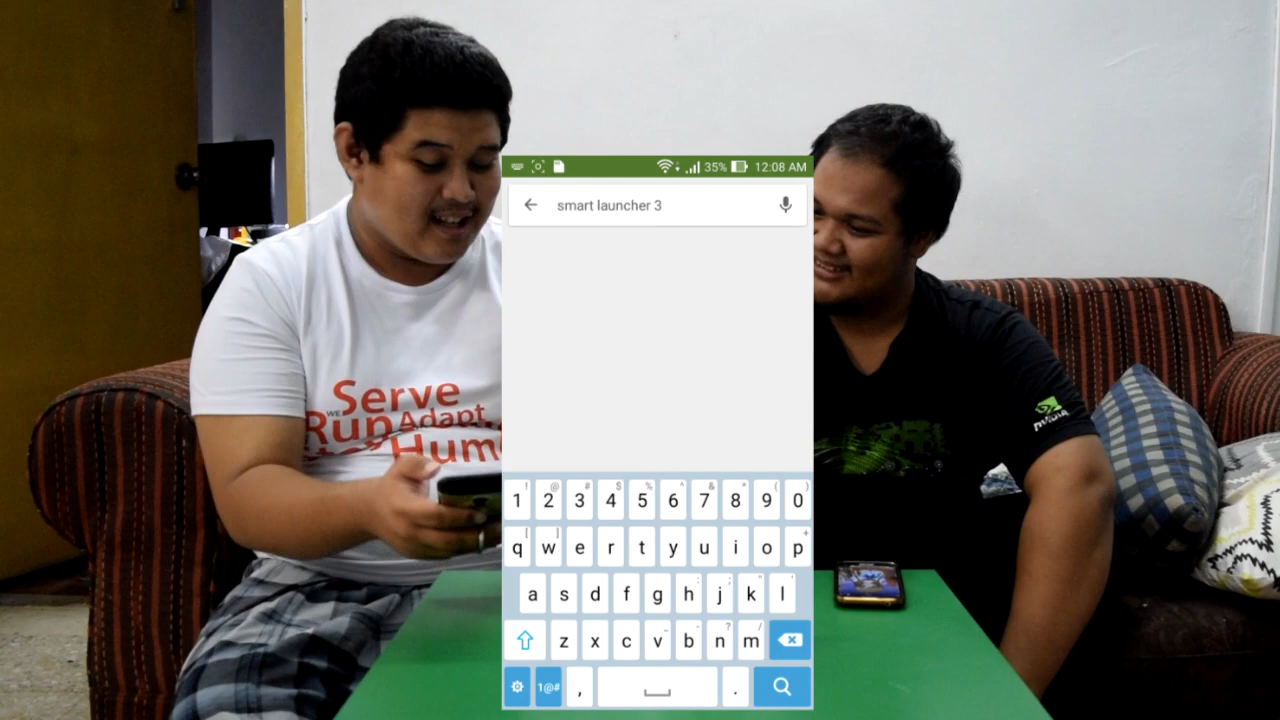 35% 12:08 AM
smart launcher 3
WE Serve
Run Adapt
Hum
nVIDIA
! @ # $ % ^ & * ( )
1 2 3 4 5 6 7 8 9 0
[ ] +
q w e r t y u i o p
: ; " '
a s d f g h j k l
- ? /
z x c v b n m
1@# , .